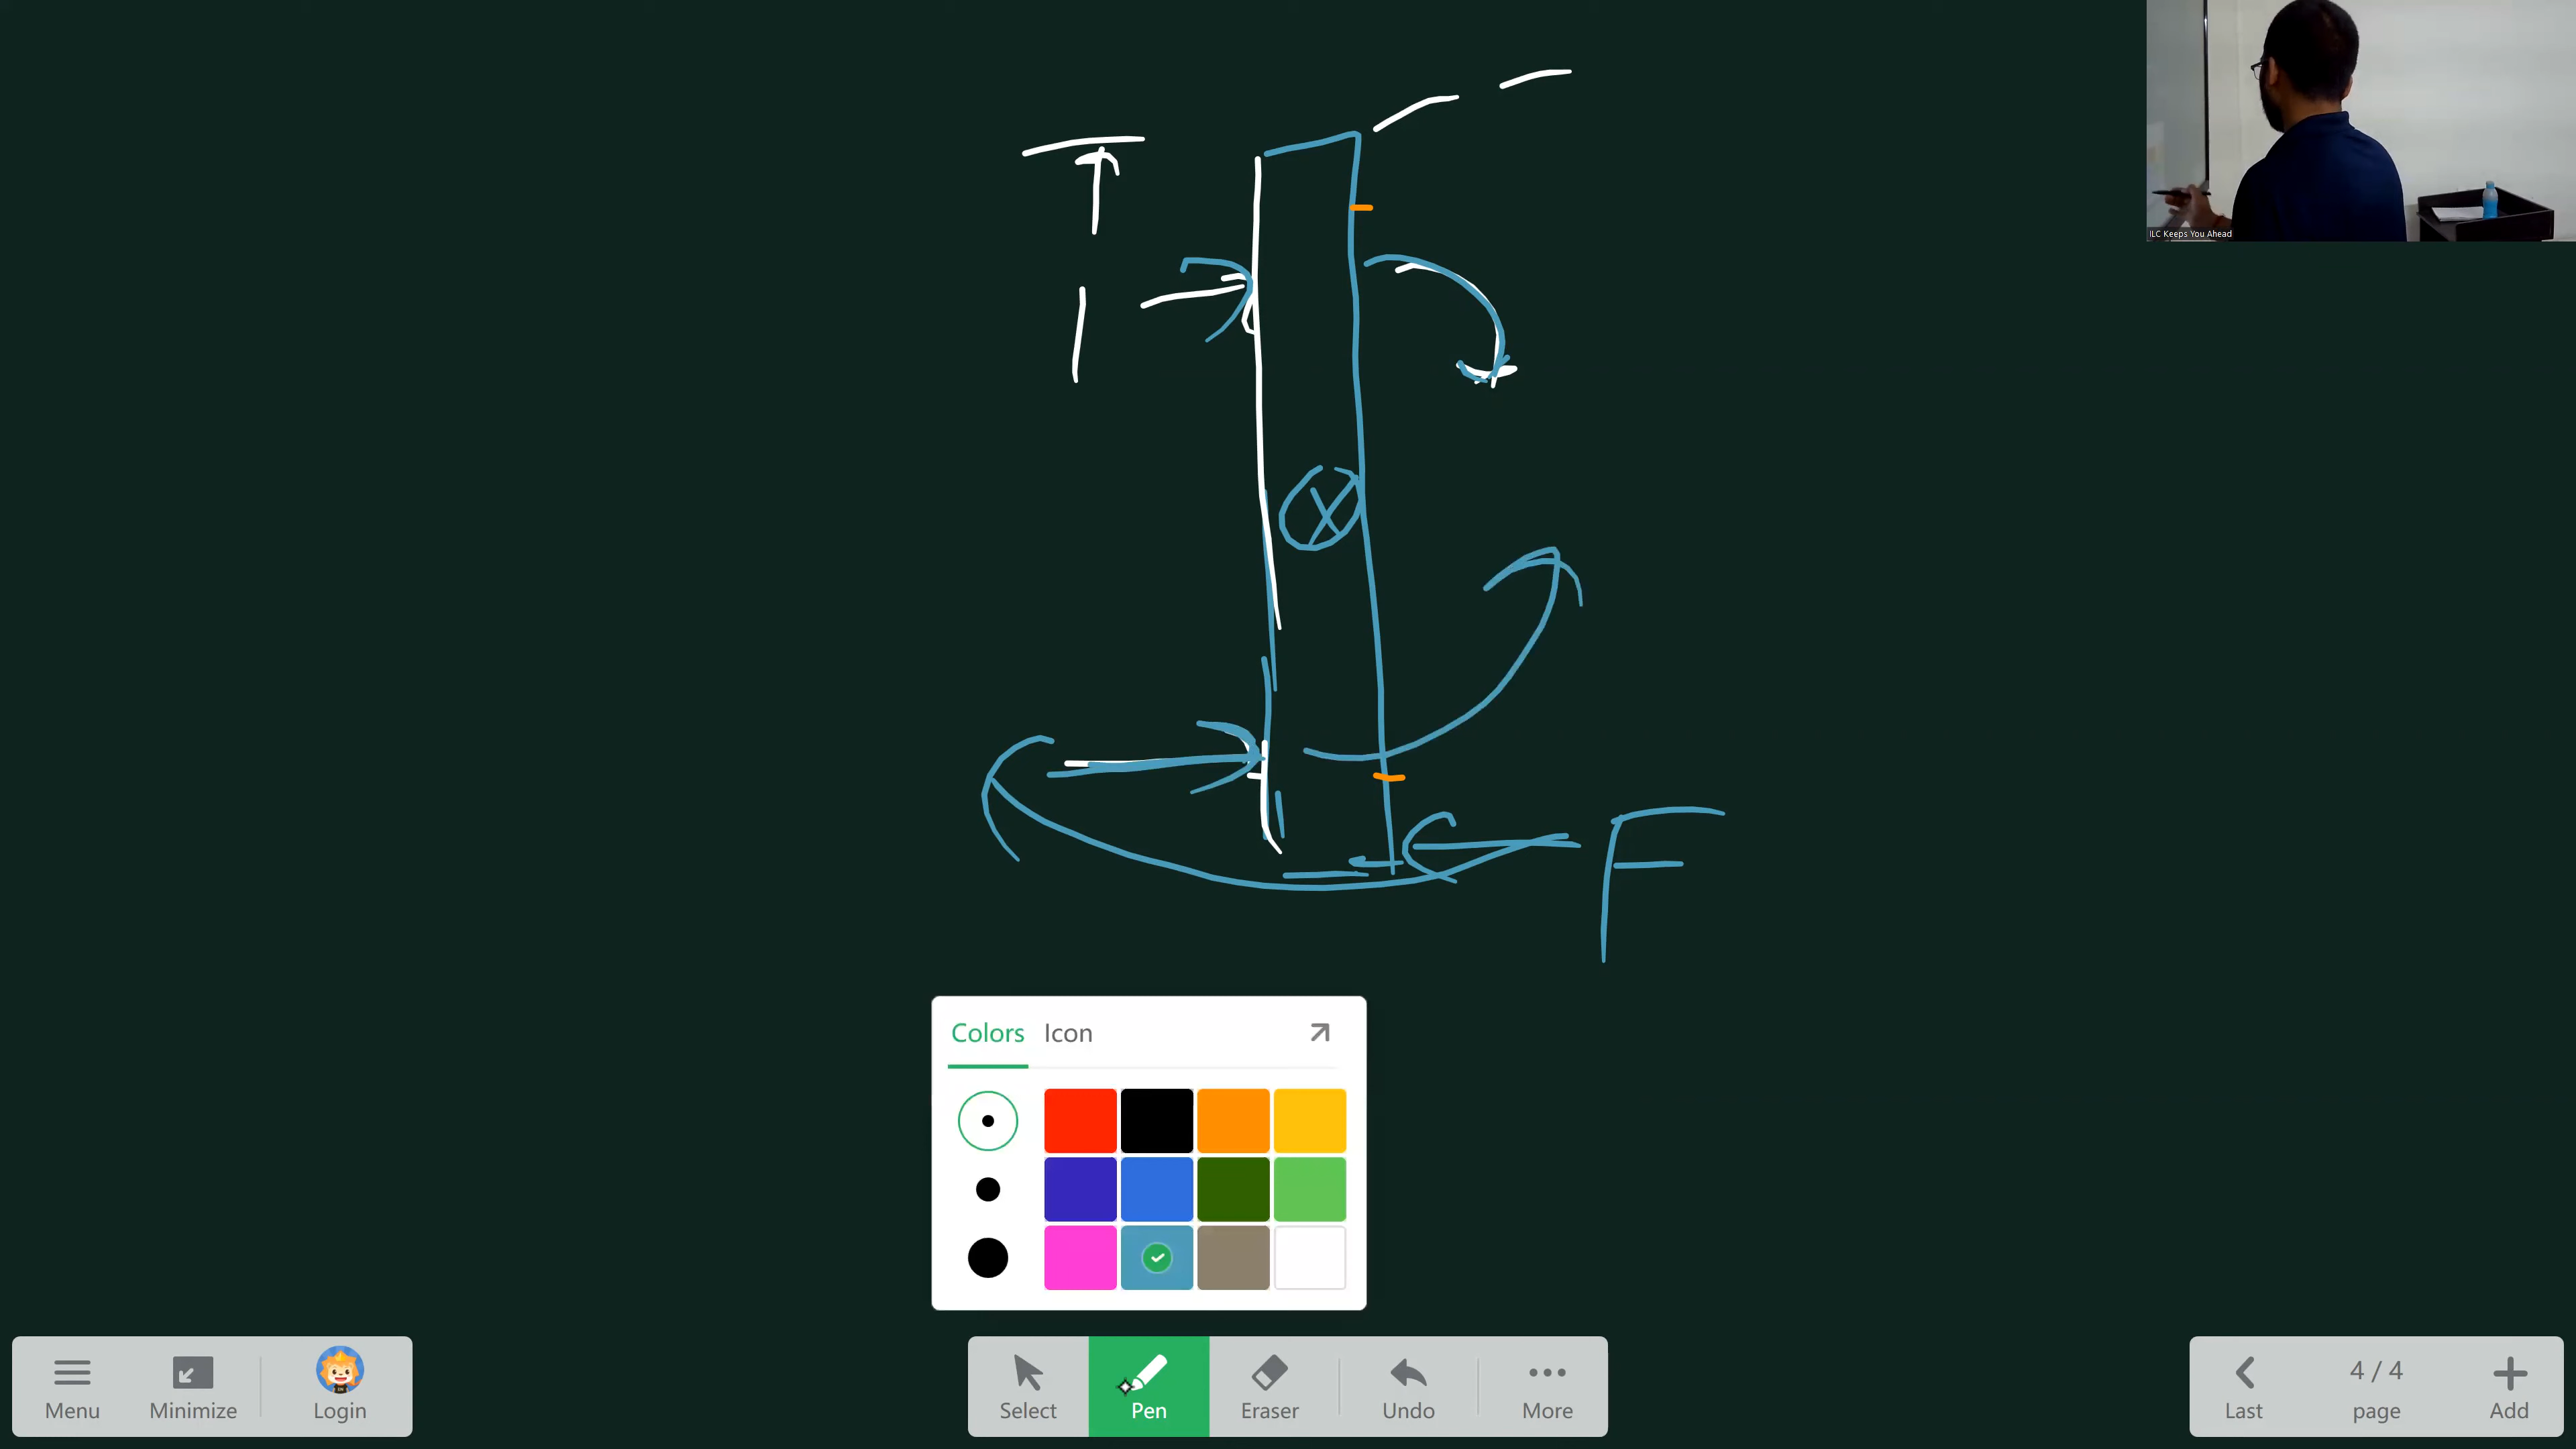 ILC Keeps You Ahead
X
F
Colors Icon
Menu Minimize Login
Select Pen Eraser Undo More
Last 4 / 4 page Add